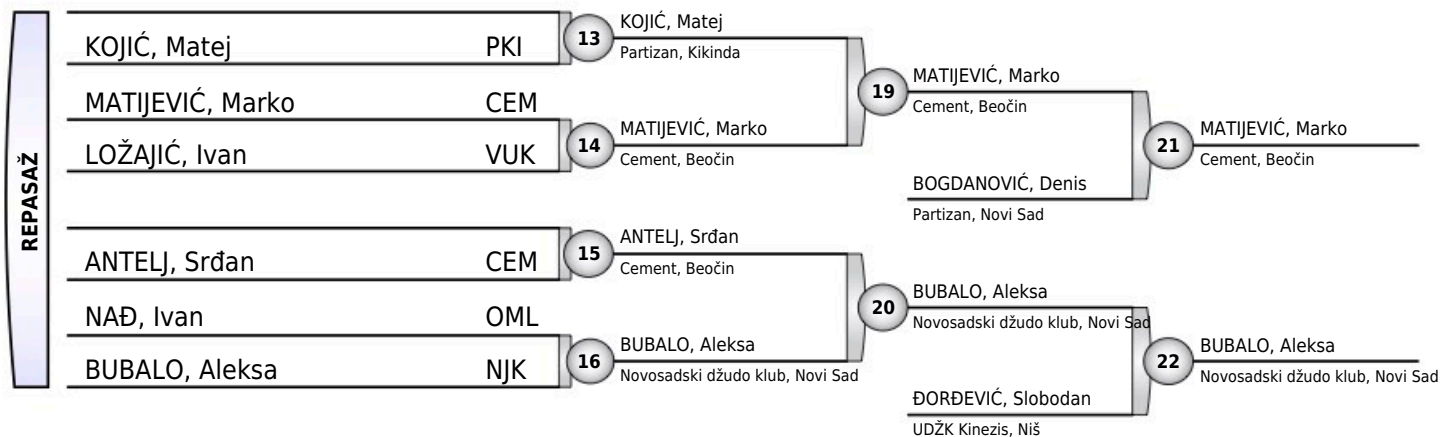 REPASAŽ
KOJIĆ, Matej PKI
MATIJEVIĆ, Marko CEM
LOŽAJIĆ, Ivan VUK
ANTELJ, Srđan CEM
NAĐ, Ivan OML
BUBALO, Aleksa NJK
13
KOJIĆ, Matej
Partizan, Kikinda
14
MATIJEVIĆ, Marko
Cement, Beočin
15
ANTELJ, Srđan
Cement, Beočin
16
BUBALO, Aleksa
Novosadski džudo klub, Novi Sad
19
MATIJEVIĆ, Marko
Cement, Beočin
BOGDANOVIĆ, Denis
Partizan, Novi Sad
20
BUBALO, Aleksa
Novosadski džudo klub, Novi Sad
ĐORĐEVIĆ, Slobodan
UDŽK Kinezis, Niš
21
MATIJEVIĆ, Marko
Cement, Beočin
22
BUBALO, Aleksa
Novosadski džudo klub, Novi Sad